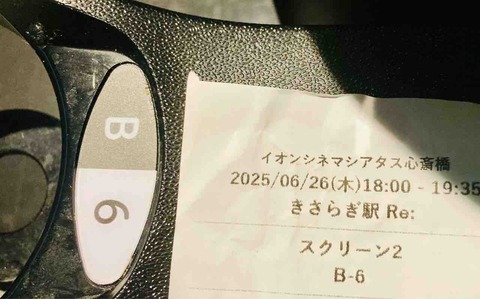 B
6
イオンシネマシアタス心斎橋
2025/06/26(木)18:00 - 19:35
きさらぎ駅 Re:
スクリーン2
B-6